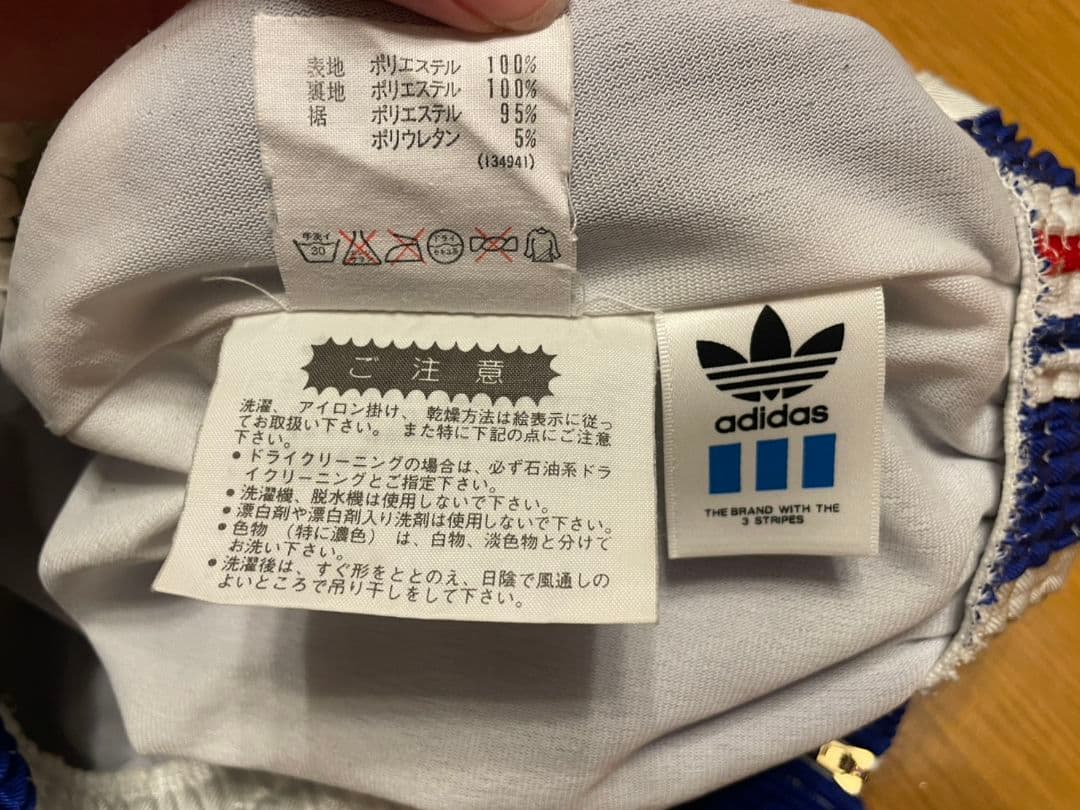 表地 ポリエステル 100%
裏地 ポリエステル 100%
裾 ポリエステル 95%
ポリウレタン 5%
(134941)
手洗イ
30
ドライ
セキユ系
ご注意
洗濯、アイロン掛け、乾燥方法は絵表示に従っ
てお取扱い下さい。また特に下記の点にご注意
下さい。
●ドライクリーニングの場合は、必ず石油系ドラ
イクリーニングとご指定下さい。
●洗濯機、脱水機は使用しないで下さい。
●漂白剤や漂白剤入り洗剤は使用しないで下さい。
●色物(特に濃色)は、白物、淡色物と分けて
お洗い下さい。
●洗濯後は、すぐ形をととのえ、日陰で風通しの
よいところで吊り干しをして下さい。
adidas
THE BRAND WITH THE
3 STRIPES